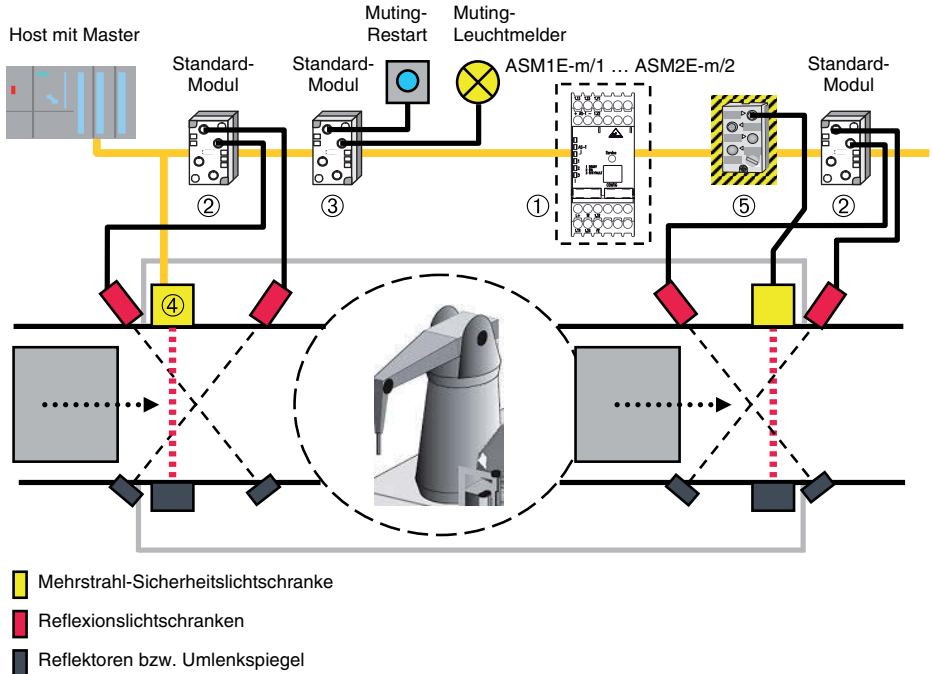 Host mit Master
Standard-
Modul
Standard-
Modul
Muting-
Restart
Muting-
Leuchtmelder
ASM1E-m/1 … ASM2E-m/2
Standard-
Modul
②
③
①
⑤
②
④
Mehrstrahl-Sicherheitslichtschranke
Reflexionslichtschranken
Reflektoren bzw. Umlenkspiegel